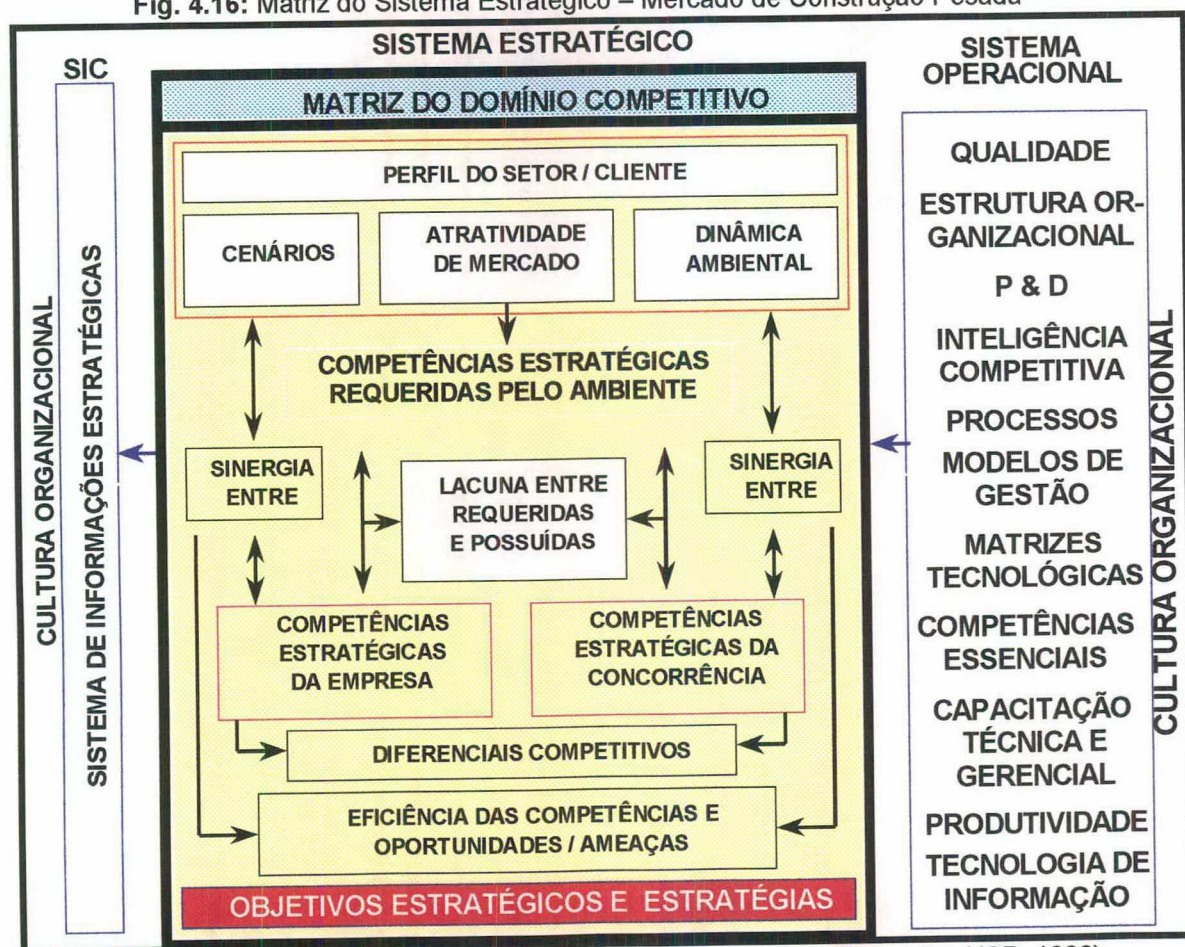 Fig. 4.16: Matriz do Sistema Estratégico – Mercado de Construção Pesada
SISTEMA ESTRATÉGICO
SIC
SISTEMA
OPERACIONAL
CULTURA ORGANIZACIONAL
SISTEMA DE INFORMAÇÕES ESTRATÉGICAS
MATRIZ DO DOMÍNIO COMPETITIVO
PERFIL DO SETOR / CLIENTE
CENÁRIOS
ATRATIVIDADE
DE MERCADO
DINÂMICA
AMBIENTAL
COMPETÊNCIAS ESTRATÉGICAS
REQUERIDAS PELO AMBIENTE
SINERGIA
ENTRE
LACUNA ENTRE
REQUERIDAS
E POSSUÍDAS
SINERGIA
ENTRE
COMPETÊNCIAS
ESTRATÉGICAS
DA EMPRESA
COMPETÊNCIAS
ESTRATÉGICAS DA
CONCORRÊNCIA
DIFERENCIAIS COMPETITIVOS
EFICIÊNCIA DAS COMPETÊNCIAS E
OPORTUNIDADES / AMEAÇAS
OBJETIVOS ESTRATÉGICOS E ESTRATÉGIAS
QUALIDADE
ESTRUTURA OR-
GANIZACIONAL
P & D
INTELIGÊNCIA
COMPETITIVA
PROCESSOS
MODELOS DE
GESTÃO
MATRIZES
TECNOLÓGICAS
COMPETÊNCIAS
ESSENCIAIS
CAPACITAÇÃO
TÉCNICA E
GERENCIAL
PRODUTIVIDADE
TECNOLOGIA DE
INFORMAÇÃO
CULTURA ORGANIZACIONAL